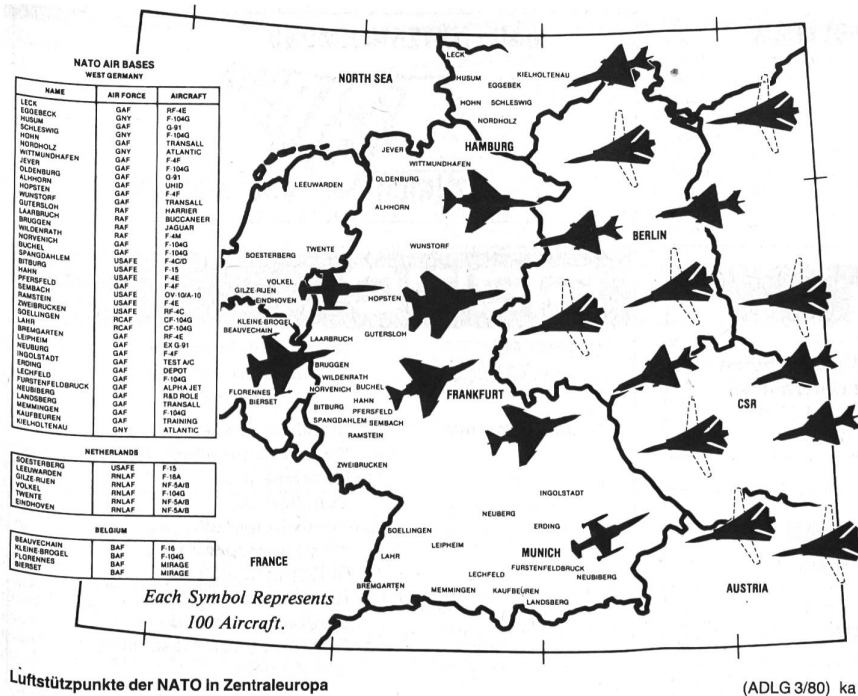 NATO AIR BASES
WEST GERMANY
NAME AIR FORCE AIRCRAFT
LECK GAF RF-4E
EGGEBECK GNY F-104G
HUSUM GAF G-91
SCHLESWIG GNY F-104G
HOHN GAF TRANSALL
NORDHOLZ GNY ATLANTIC
WITTMUNDHAFEN GAF F-4F
JEVER GAF F-104G
OLDENBURG GAF G-91
ALHHORN GAF UHID
HOPSTEN GAF F-4F
WUNSTORF GAF TRANSALL
GUTERSLOH RAF HARRIER
LAARBRUCH RAF BUCCANEER
BRUGGEN RAF JAGUAR
WILDENRATH RAF F-4M
NORVENICH GAF F-104G
BUCHEL GAF F-104G
SPANGDAHLEM USAFE F-4C/D
BITBURG USAFE F-15
HAHN USAFE F-4E
PFERSFELD GAF F-4F
SEMBACH USAFE OV-10/A-10
RAMSTEIN USAFE F-4E
ZWEIBRUCKEN USAFE RF-4C
SOELLINGEN RCAF CF-104G
LAHR RCAF CF-104G
BREMGARTEN GAF RF-4E
LEIPHEIM GAF EX G-91
NEUBURG GAF F-4F
INGOLSTADT GAF TEST A/C
ERDING GAF DEPOT
LECHFELD GAF F-104G
FURSTENFELDBRUCK GAF ALPHA JET
NEUBIBERG GAF R&D ROLE
LANDSBERG GAF TRANSALL
MEMMINGEN GAF F-104G
KAUFBEUREN GAF TRAINING
KIELHOLTENAU GNY ATLANTIC
NETHERLANDS
SOESTERBERG USAFE F-15
LEEUWARDEN RNLAF F-16A
GILZE-RIJEN RNLAF NF-5A/B
VOLKEL RNLAF F-104G
TWENTE RNLAF NF-5A/B
EINDHOVEN RNLAF NF-5A/B
BELGIUM
BEAUVECHAIN BAF F-16
KLEINE-BROGEL BAF F-104G
FLORENNES BAF MIRAGE
BIERSET BAF MIRAGE
NORTH SEA
LECK
HUSUM
KIELHOLTENAU
EGGEBEK
HOHN SCHLESWIG
NORDHOLZ
HAMBURG
JEVER
WITTMUNDHAFEN
OLDENBURG
LEEUWARDEN
ALHHORN
BERLIN
SOESTERBERG
TWENTE
WUNSTORF
VOLKEL
GILZE-RIJEN
EINDHOVEN
HOPSTEN
KLEINE-BROGEL
BEAUVECHAIN
LAARBRUCH
GUTERSLOH
BRUGGEN
WILDENRATH
NORVENICH
BUCHEL
FRANKFURT
FLORENNES
BIERSET
HAHN
BITBURG
PFERSFELD
SPANGDAHLEM
SEMBACH
RAMSTEIN
CSR
ZWEIBRUCKEN
INGOLSTADT
NEUBERG
ERDING
SOELLINGEN
LEIPHEIM
MUNICH
LAHR
FRANCE
FURSTENFELDBRUCK
LECHFELD
NEUBIBERG
BREMGARTEN
MEMMINGEN
KAUFBEUREN
LANDSBERG
AUSTRIA
Each Symbol Represents
100 Aircraft.
Luftstützpunkte der NATO in Zentraleuropa
(ADLG 3/80) ka